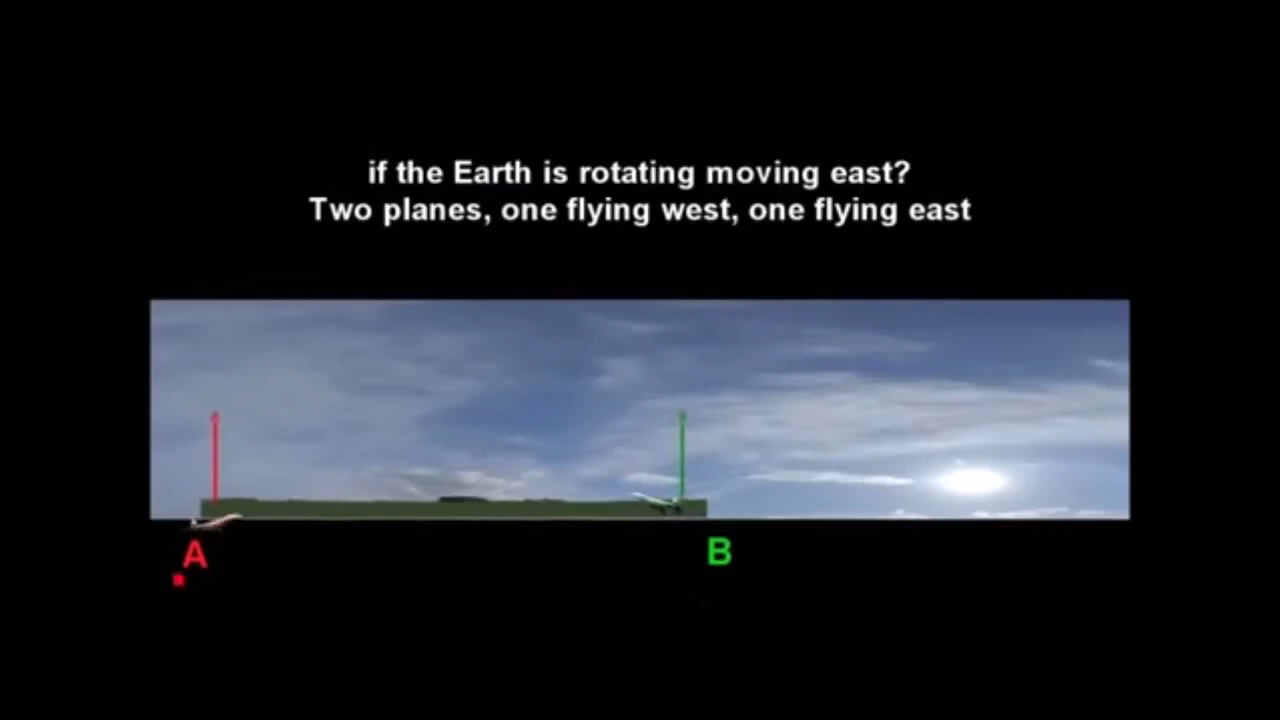 if the Earth is rotating moving east?
Two planes, one flying west, one flying east
A
B